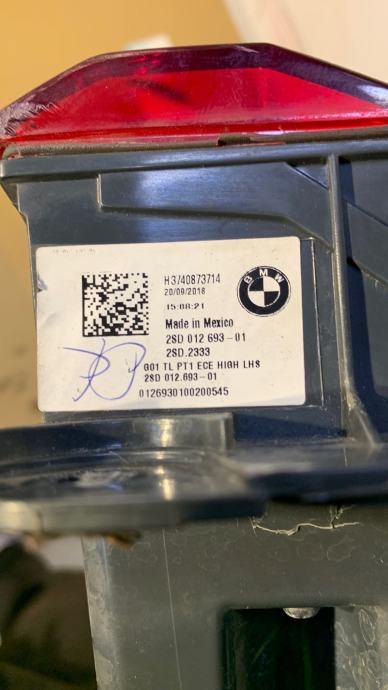 H3740873714
20/09/2018
15:08:21
BMW
Made in Mexico
2SD 012 693-01
2SD.2333
G01 TL PT1 ECE HIGH LHS
2SD 012.693-01
0126930100200545